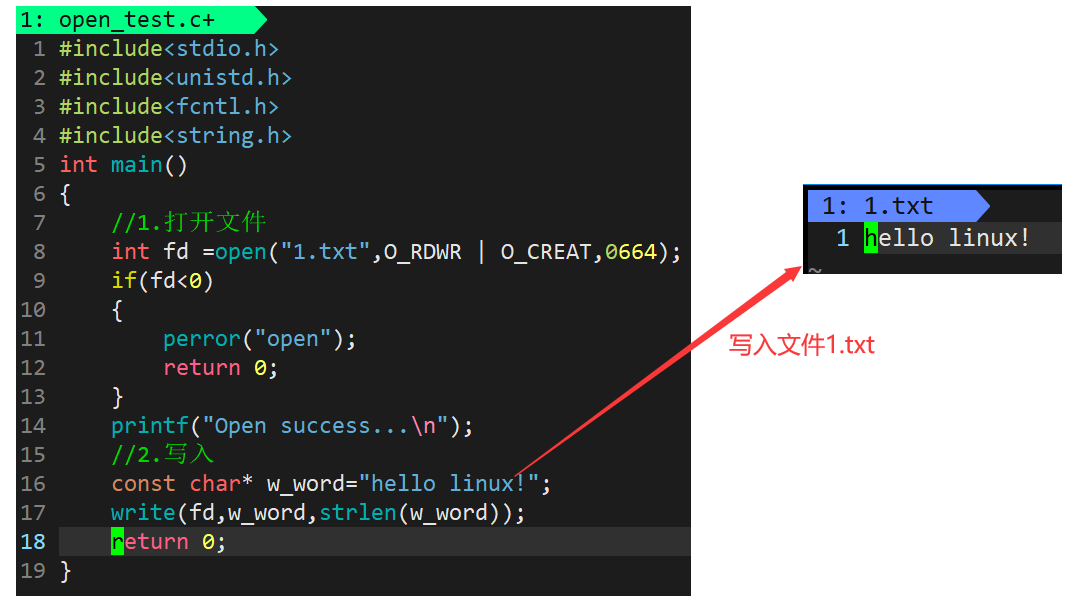 1: open_test.c+
1 #include<stdio.h>
2 #include<unistd.h>
3 #include<fcntl.h>
4 #include<string.h>
5 int main()
6 {
7     //1.打开文件
8     int fd =open("1.txt",O_RDWR | O_CREAT,0664);
9     if(fd<0)
10     {
11         perror("open");
12         return 0;
13     }
14     printf("Open success...\n");
15     //2.写入
16     const char* w_word="hello linux!";
17     write(fd,w_word,strlen(w_word));
18     return 0;
19 }
1: 1.txt
1 hello linux!
~
写入文件1.txt